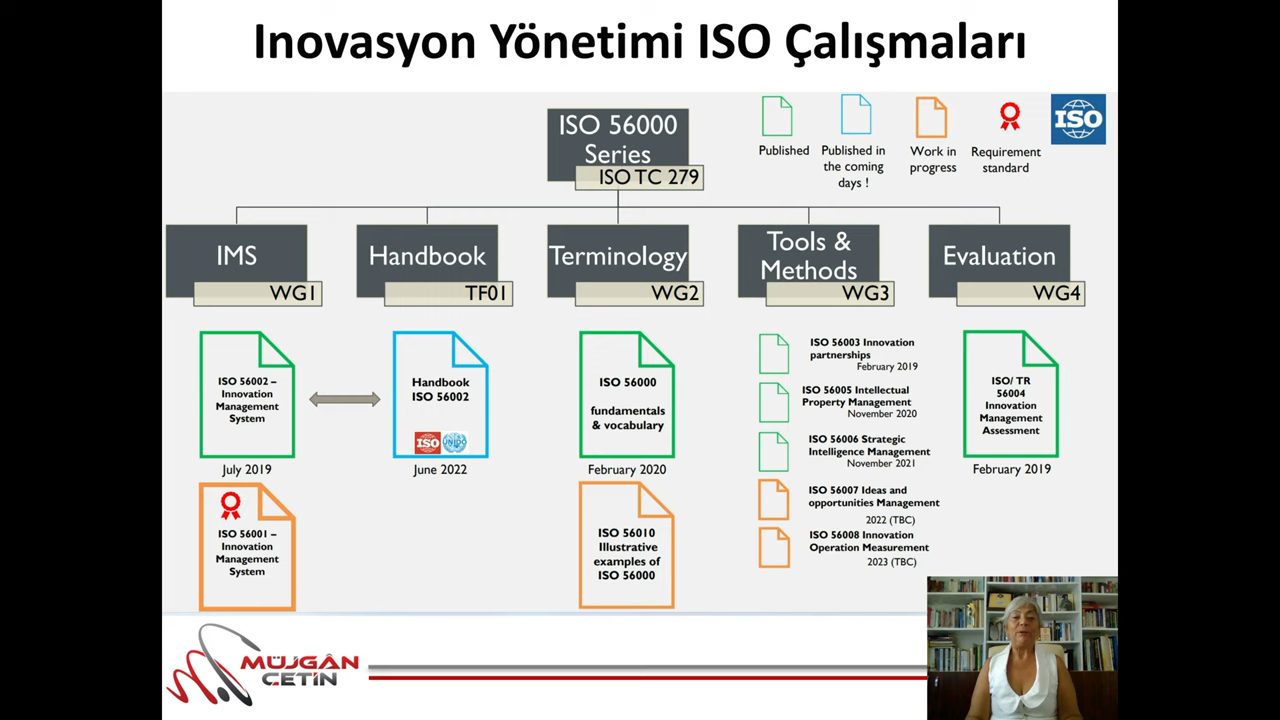 Inovasyon Yönetimi ISO Çalışmaları
ISO 56000
Series
ISO TC 279
Published
Published in
the coming
days !
Work in
progress
Requirement
standard
ISO
IMS
WG1
Handbook
TF01
Terminology
WG2
Tools &
Methods
WG3
Evaluation
WG4
ISO 56002 –
Innovation
Management
System
July 2019
Handbook
ISO 56002
ISO
UNIDO
June 2022
ISO 56000
fundamentals
& vocabulary
February 2020
ISO 56003 Innovation
partnerships
February 2019
ISO 56005 Intellectual
Property Management
November 2020
ISO 56006 Strategic
Intelligence Management
November 2021
ISO 56007 Ideas and
opportunities Management
2022 (TBC)
ISO 56008 Innovation
Operation Measurement
2023 (TBC)
ISO/ TR
56004
Innovation
Management
Assessment
February 2019
ISO 56001 –
Innovation
Management
System
ISO 56010
Illustrative
examples of
ISO 56000
MÜJGÂN
ÇETİN